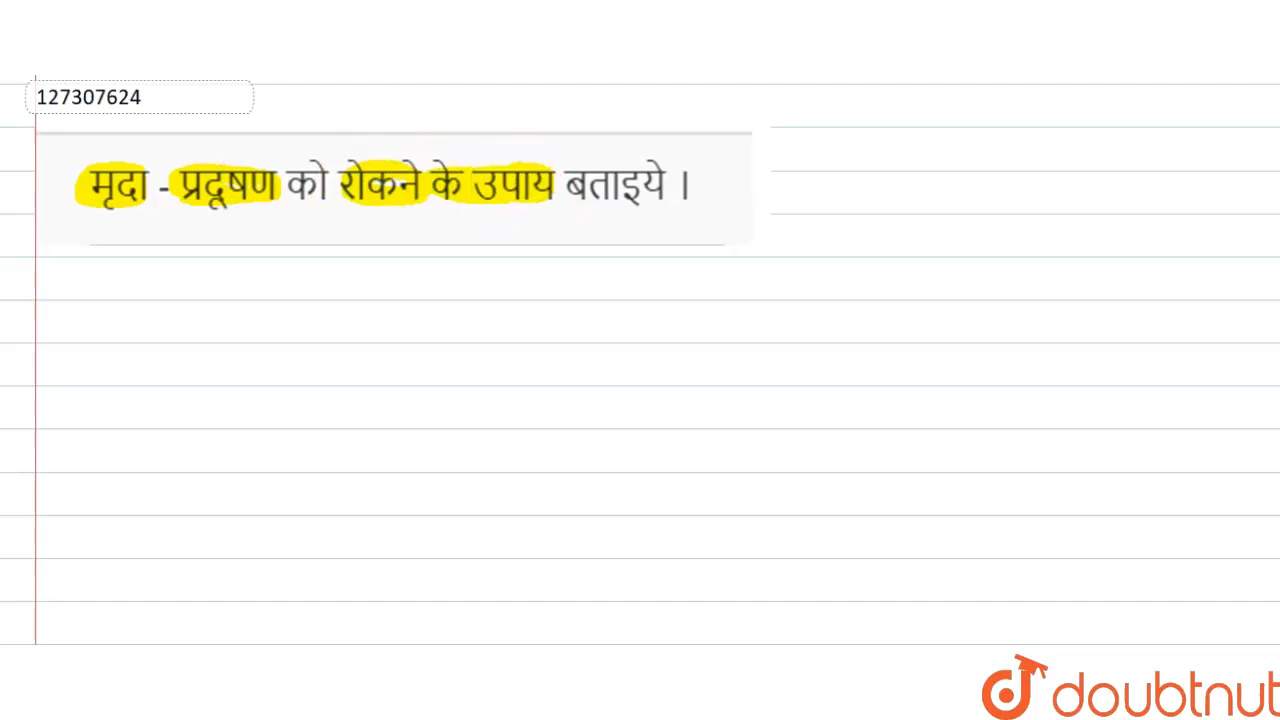 127307624
मृदा - प्रदूषण को रोकने के उपाय बताइये ।
doubtnut